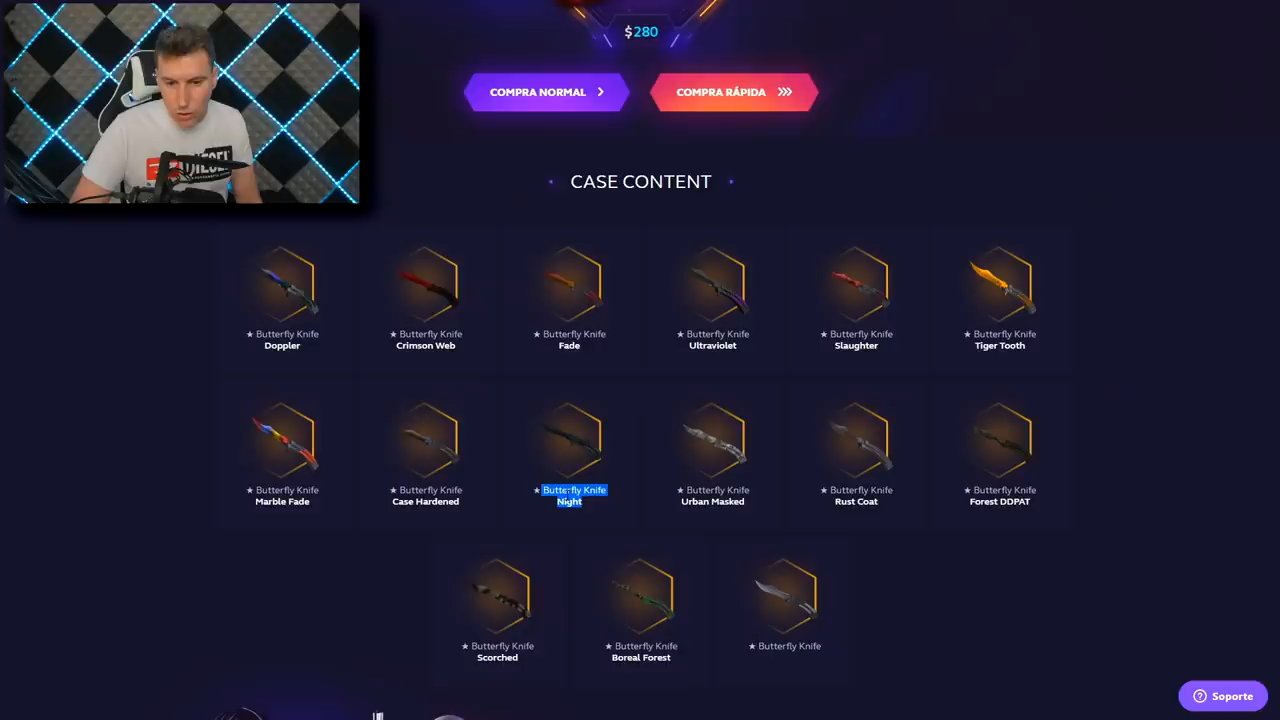 $280
COMPRA NORMAL
COMPRA RÁPIDA
CASE CONTENT
★ Butterfly Knife
Doppler
★ Butterfly Knife
Crimson Web
★ Butterfly Knife
Fade
★ Butterfly Knife
Ultraviolet
★ Butterfly Knife
Slaughter
★ Butterfly Knife
Tiger Tooth
★ Butterfly Knife
Marble Fade
★ Butterfly Knife
Case Hardened
★ Butterfly Knife
Night
★ Butterfly Knife
Urban Masked
★ Butterfly Knife
Rust Coat
★ Butterfly Knife
Forest DDPAT
★ Butterfly Knife
Scorched
★ Butterfly Knife
Boreal Forest
★ Butterfly Knife
Soporte